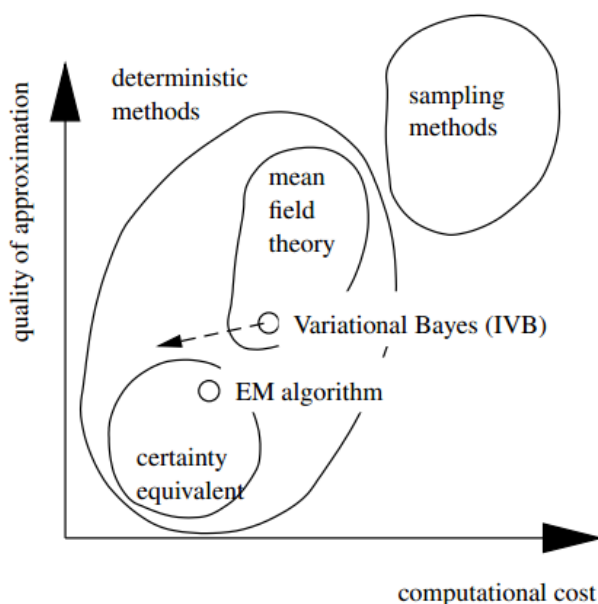 deterministic
methods
sampling
methods
mean
field
theory
quality of approximation
Variational Bayes (IVB)
EM algorithm
certainty
equivalent
computational cost